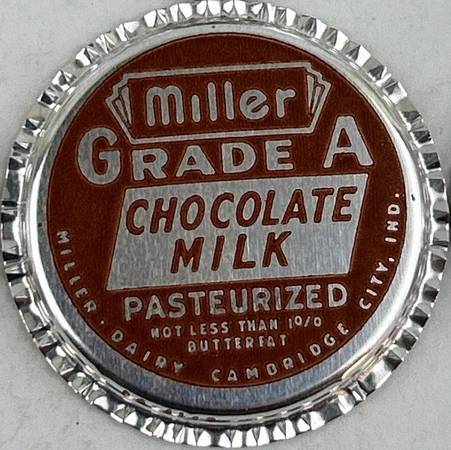 Miller
GRADE A
CHOCOLATE
MILK
PASTEURIZED
NOT LESS THAN 1%
BUTTERFAT
MILLER · DAIRY CAMBRIDGE CITY, IND.